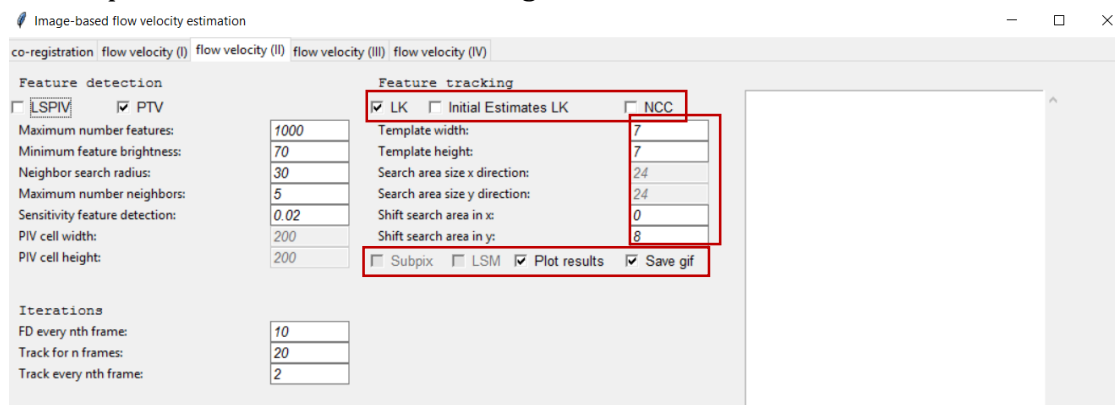 Image-based flow velocity estimation
co-registration flow velocity (I) flow velocity (II) flow velocity (III) flow velocity (IV)
Feature detection
LSPIV PTV
Maximum number features: 1000
Minimum feature brightness: 70
Neighbor search radius: 30
Maximum number neighbors: 5
Sensitivity feature detection: 0.02
PIV cell width: 200
PIV cell height: 200
Iterations
FD every nth frame: 10
Track for n frames: 20
Track every nth frame: 2
Feature tracking
LK Initial Estimates LK NCC
Template width: 7
Template height: 7
Search area size x direction: 24
Search area size y direction: 24
Shift search area in x: 0
Shift search area in y: 8
Subpix LSM Plot results Save gif